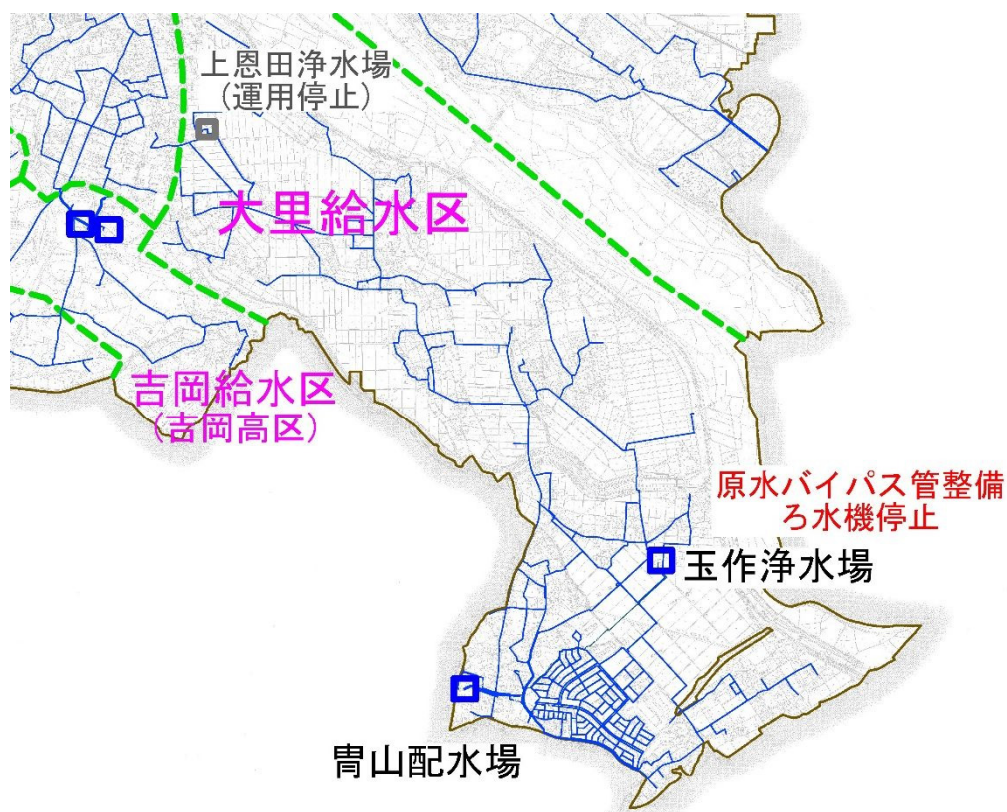 上恩田浄水場
(運用停止)
大里給水区
吉岡給水区
(吉岡高区)
原水バイパス管整備
ろ水機停止
玉作浄水場
冑山配水場